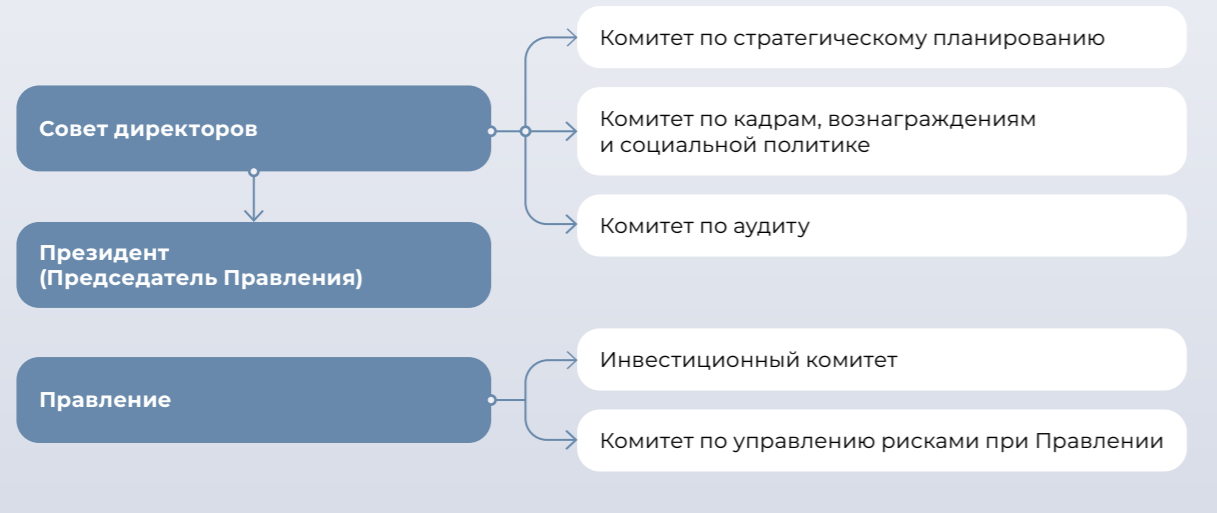 Комитет по стратегическому планированию
Совет директоров
Комитет по кадрам, вознаграждениям
и социальной политике
Комитет по аудиту
Президент
(Председатель Правления)
Инвестиционный комитет
Правление
Комитет по управлению рисками при Правлении